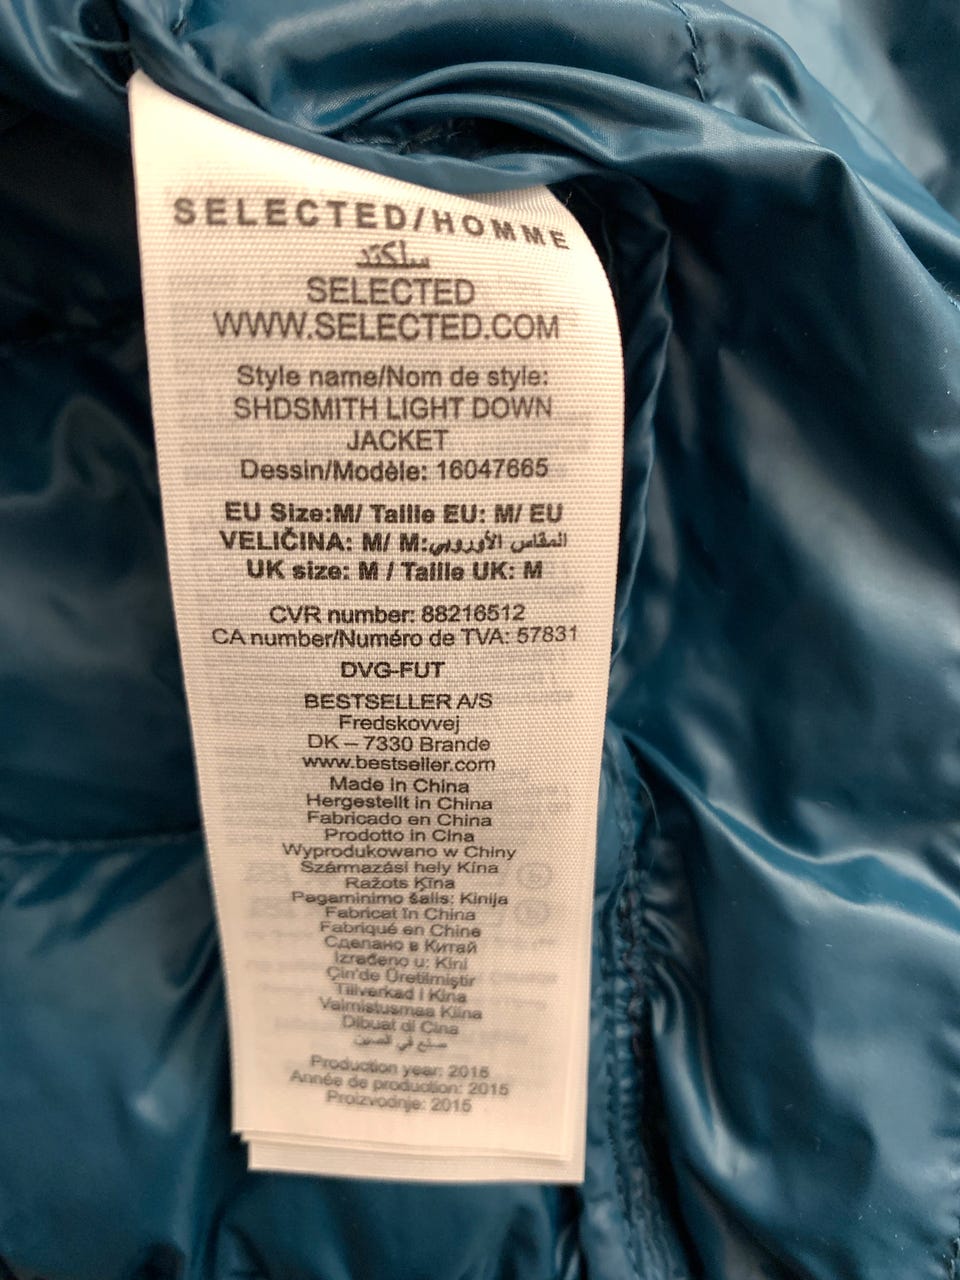 SELECTED/HOMME
سلكتد
SELECTED
WWW.SELECTED.COM
Style name/Nom de style:
SHDSMITH LIGHT DOWN
JACKET
Dessin/Modèle: 16047665
EU Size:M/ Taille EU: M/ EU
VELIČINA: M/ M:المقاس الأوروبي
UK size: M / Taille UK: M
CVR number: 88216512
CA number/Numéro de TVA: 57831
DVG-FUT
BESTSELLER A/S
Fredskovvej
DK – 7330 Brande
www.bestseller.com
Made in China
Hergestellt in China
Fabricado en China
Prodotto in Cina
Wyprodukowano w Chiny
Származási hely Kína
Ražots Ķīna
Pagaminimo šalis: Kinija
Fabricat în China
Fabriqué en Chine
Сделано в Китай
Izrađeno u: Kini
Çin'de Üretilmiştir
Tillverkad i Kina
Valmistusmaa Kiina
Dibuat di Cina
صنع في الصين
Production year: 2015
Année de production: 2015
Proizvodnje: 2015